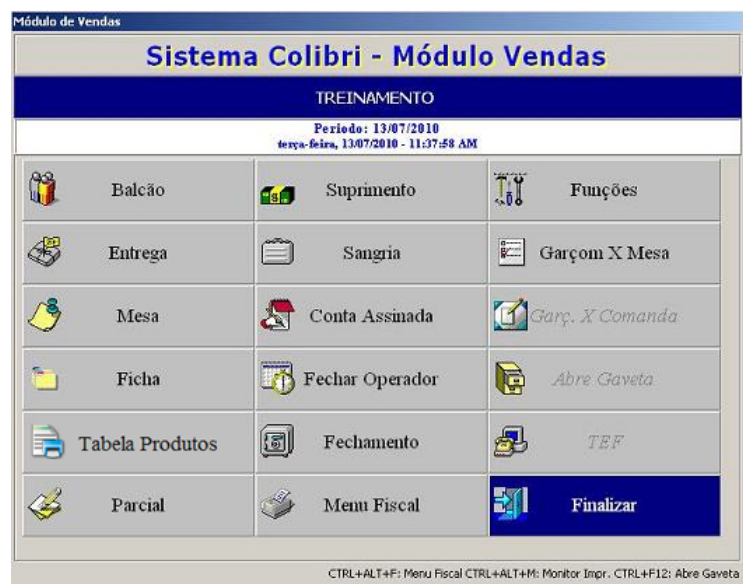 Módulo de Vendas
Sistema Colibri - Módulo Vendas
TREINAMENTO
Periodo: 13/07/2010
terça-feira, 13/07/2010 - 11:37:58 AM
Balcão
Suprimento
Funções
Entrega
Sangria
Garçom X Mesa
Mesa
Conta Assinada
Garç. X Comanda
Ficha
Fechar Operador
Abre Gaveta
Tabela Produtos
Fechamento
TEF
Parcial
Menu Fiscal
Finalizar
CTRL+ALT+F: Menu Fiscal CTRL+ALT+M: Monitor Impr. CTRL+F12: Abre Gaveta